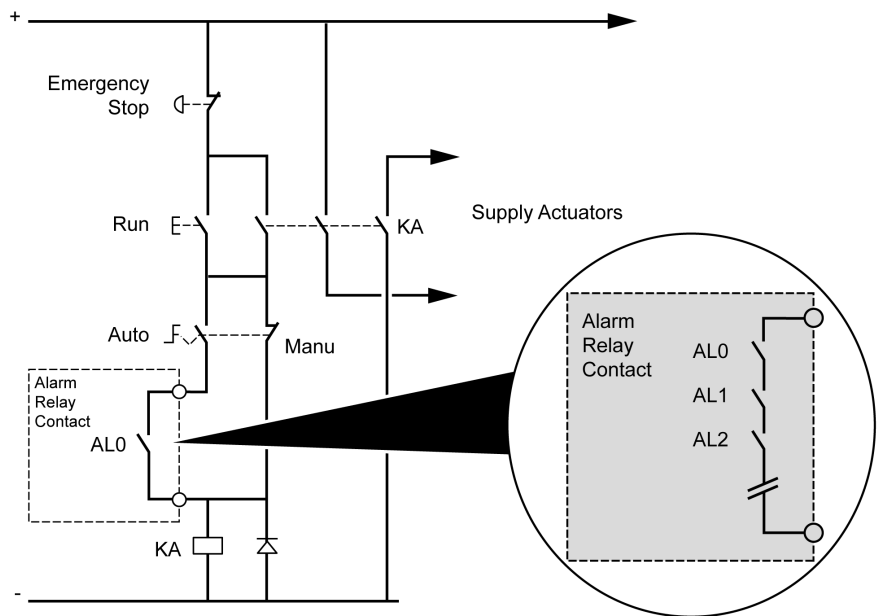 +
Emergency
Stop
Run
KA
Supply Actuators
Auto
Manu
Alarm
Relay
Contact
AL0
KA
-
Alarm
Relay
Contact
AL0
AL1
AL2